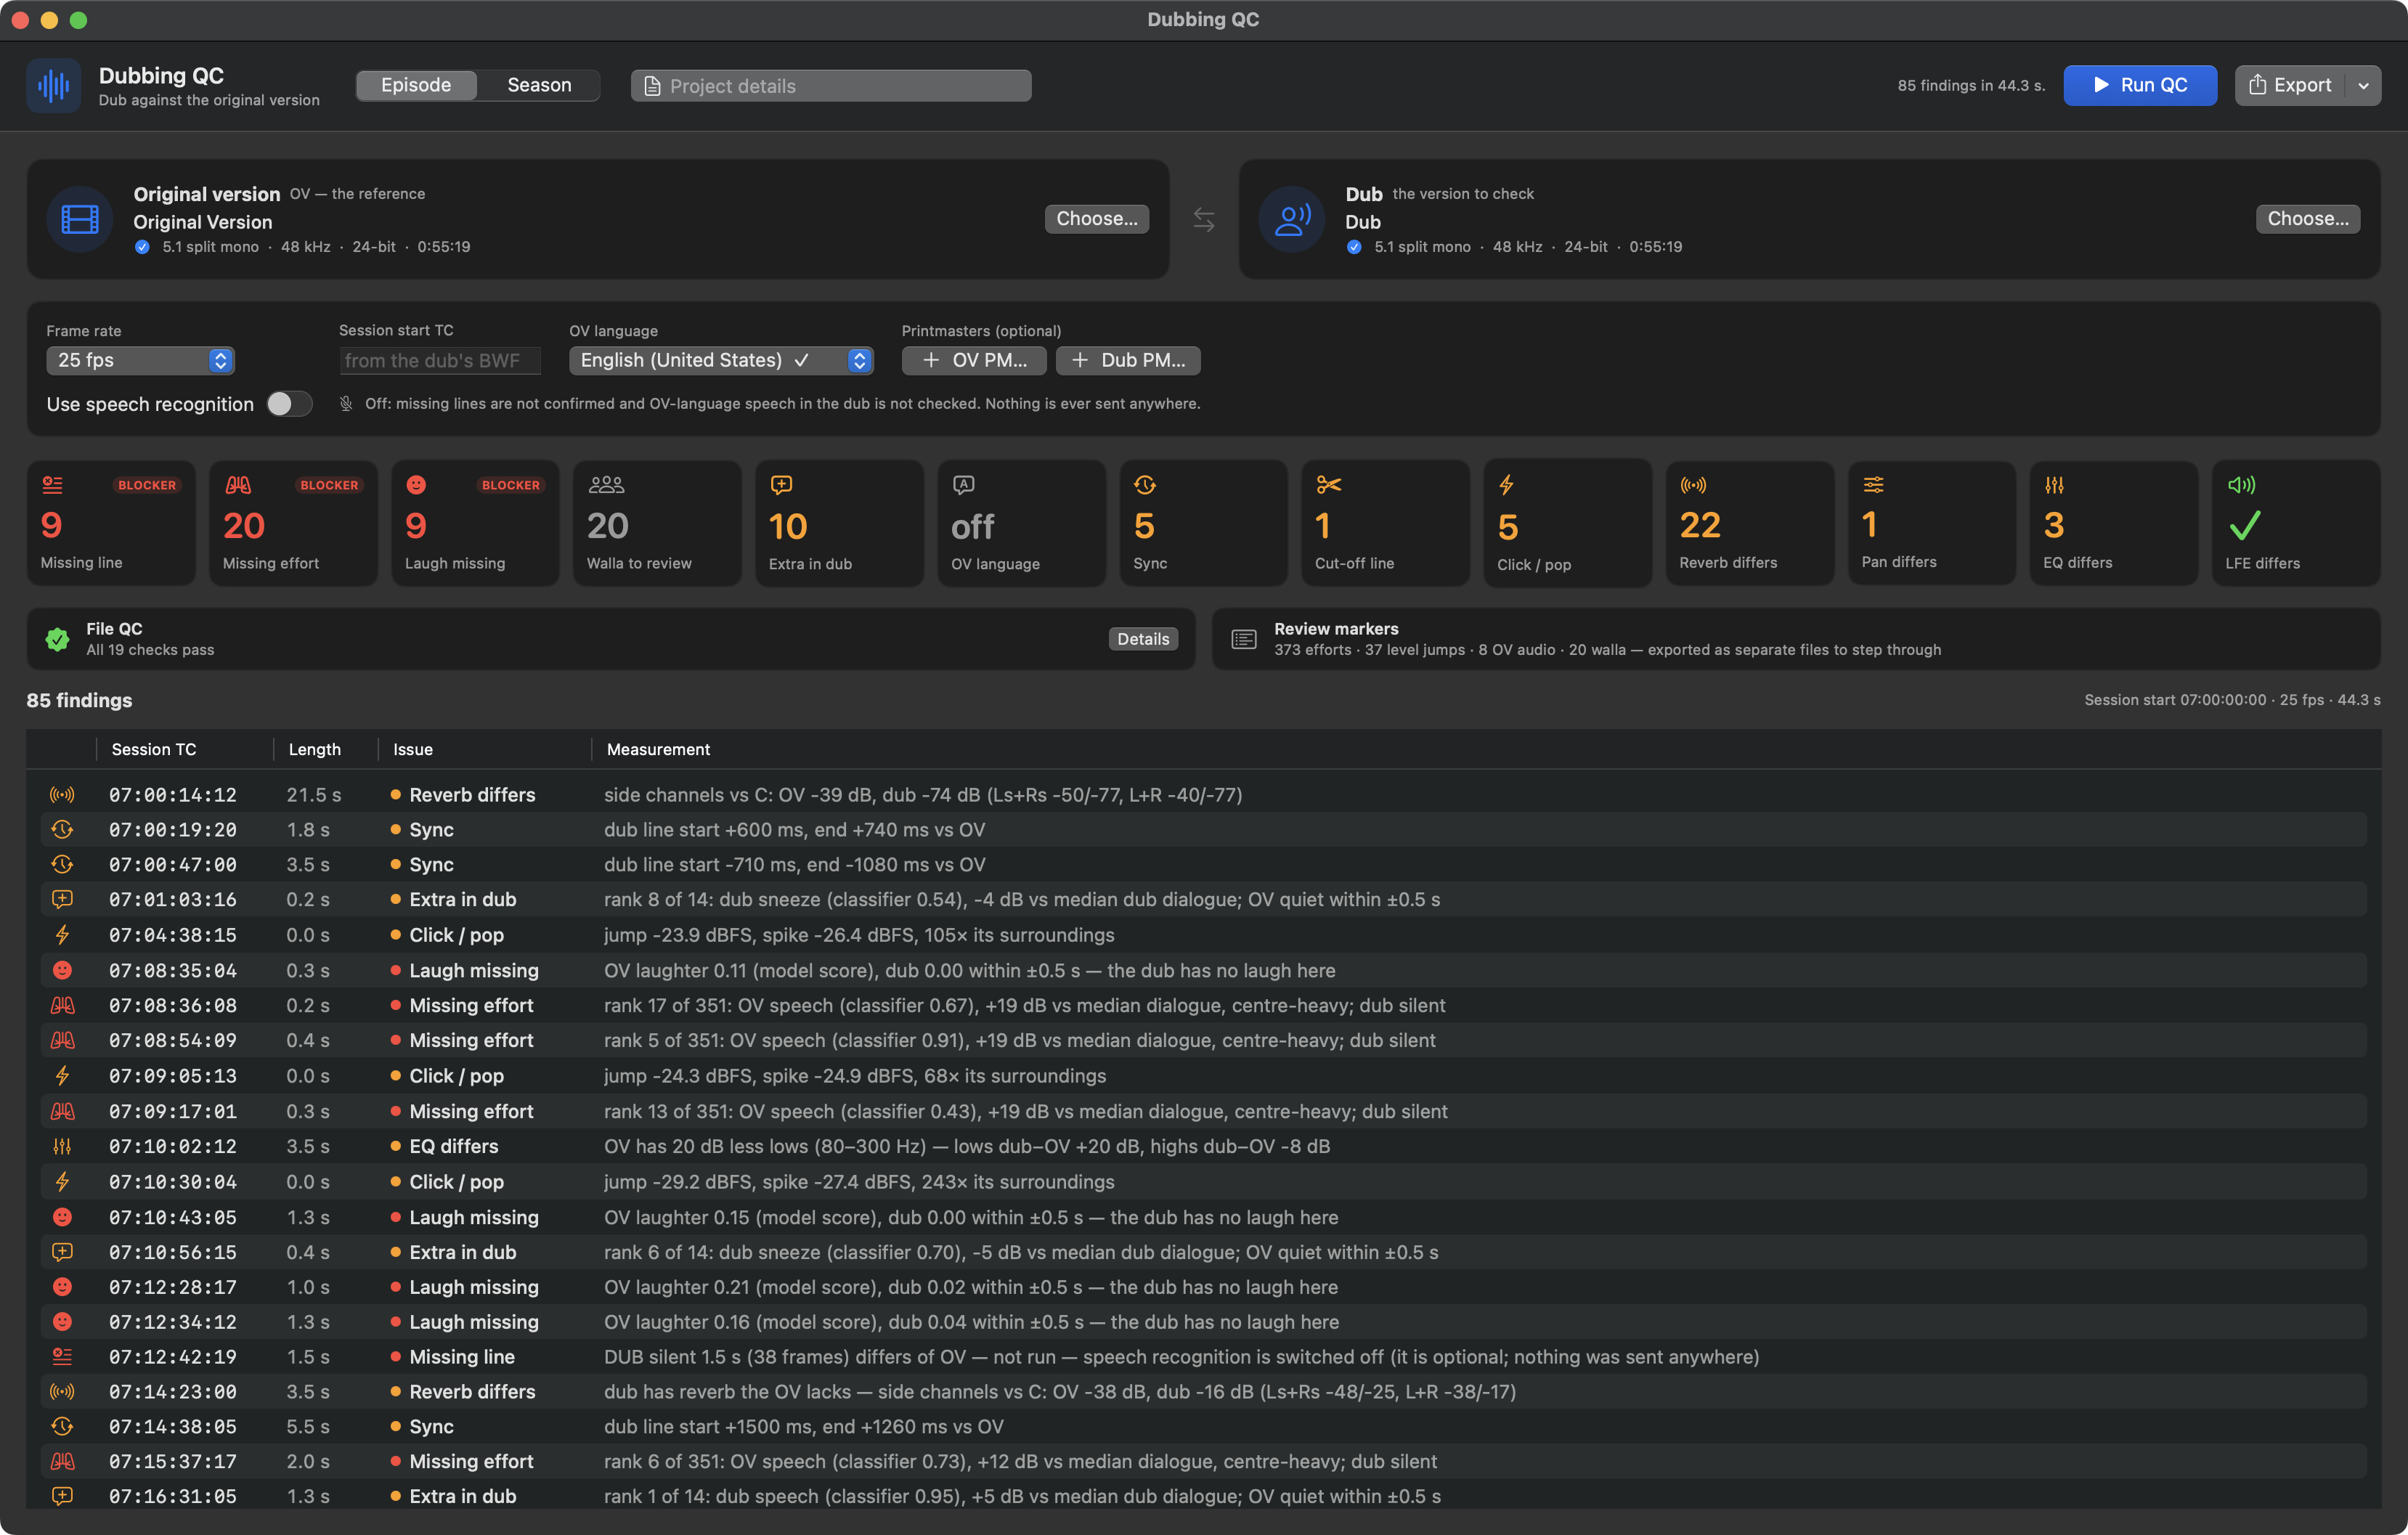 Dubbing QC
Dubbing QC
Dub against the original version
Episode
Season
Project details
85 findings in 44.3 s.
Run QC
Export
Original version OV — the reference
Original Version
5.1 split mono · 48 kHz · 24-bit · 0:55:19
Choose...
Dub the version to check
Dub
5.1 split mono · 48 kHz · 24-bit · 0:55:19
Choose...
Frame rate
25 fps
Session start TC
from the dub's BWF
OV language
English (United States) ✓
Printmasters (optional)
+ OV PM...
+ Dub PM...
Use speech recognition
Off: missing lines are not confirmed and OV-language speech in the dub is not checked. Nothing is ever sent anywhere.
BLOCKER
9
Missing line
BLOCKER
20
Missing effort
BLOCKER
9
Laugh missing
20
Walla to review
10
Extra in dub
A
off
OV language
5
Sync
1
Cut-off line
5
Click / pop
22
Reverb differs
1
Pan differs
3
EQ differs
LFE differs
File QC
All 19 checks pass
Details
Review markers
373 efforts · 37 level jumps · 8 OV audio · 20 walla — exported as separate files to step through
85 findings
Session start 07:00:00:00 · 25 fps · 44.3 s
Session TC Length Issue Measurement
07:00:14:12 21.5 s Reverb differs side channels vs C: OV -39 dB, dub -74 dB (Ls+Rs -50/-77, L+R -40/-77)
07:00:19:20 1.8 s Sync dub line start +600 ms, end +740 ms vs OV
07:00:47:00 3.5 s Sync dub line start -710 ms, end -1080 ms vs OV
07:01:03:16 0.2 s Extra in dub rank 8 of 14: dub sneeze (classifier 0.54), -4 dB vs median dub dialogue; OV quiet within ±0.5 s
07:04:38:15 0.0 s Click / pop jump -23.9 dBFS, spike -26.4 dBFS, 105× its surroundings
07:08:35:04 0.3 s Laugh missing OV laughter 0.11 (model score), dub 0.00 within ±0.5 s — the dub has no laugh here
07:08:36:08 0.2 s Missing effort rank 17 of 351: OV speech (classifier 0.67), +19 dB vs median dialogue, centre-heavy; dub silent
07:08:54:09 0.4 s Missing effort rank 5 of 351: OV speech (classifier 0.91), +19 dB vs median dialogue, centre-heavy; dub silent
07:09:05:13 0.0 s Click / pop jump -24.3 dBFS, spike -24.9 dBFS, 68× its surroundings
07:09:17:01 0.3 s Missing effort rank 13 of 351: OV speech (classifier 0.43), +19 dB vs median dialogue, centre-heavy; dub silent
07:10:02:12 3.5 s EQ differs OV has 20 dB less lows (80–300 Hz) — lows dub−OV +20 dB, highs dub−OV -8 dB
07:10:30:04 0.0 s Click / pop jump -29.2 dBFS, spike -27.4 dBFS, 243× its surroundings
07:10:43:05 1.3 s Laugh missing OV laughter 0.15 (model score), dub 0.00 within ±0.5 s — the dub has no laugh here
07:10:56:15 0.4 s Extra in dub rank 6 of 14: dub sneeze (classifier 0.70), -5 dB vs median dub dialogue; OV quiet within ±0.5 s
07:12:28:17 1.0 s Laugh missing OV laughter 0.21 (model score), dub 0.02 within ±0.5 s — the dub has no laugh here
07:12:34:12 1.3 s Laugh missing OV laughter 0.16 (model score), dub 0.04 within ±0.5 s — the dub has no laugh here
07:12:42:19 1.5 s Missing line DUB silent 1.5 s (38 frames) differs of OV — not run — speech recognition is switched off (it is optional; nothing was sent anywhere)
07:14:23:00 3.5 s Reverb differs dub has reverb the OV lacks — side channels vs C: OV -38 dB, dub -16 dB (Ls+Rs -48/-25, L+R -38/-17)
07:14:38:05 5.5 s Sync dub line start +1500 ms, end +1260 ms vs OV
07:15:37:17 2.0 s Missing effort rank 6 of 351: OV speech (classifier 0.73), +12 dB vs median dialogue, centre-heavy; dub silent
07:16:31:05 1.3 s Extra in dub rank 1 of 14: dub speech (classifier 0.95), +5 dB vs median dub dialogue; OV quiet within ±0.5 s